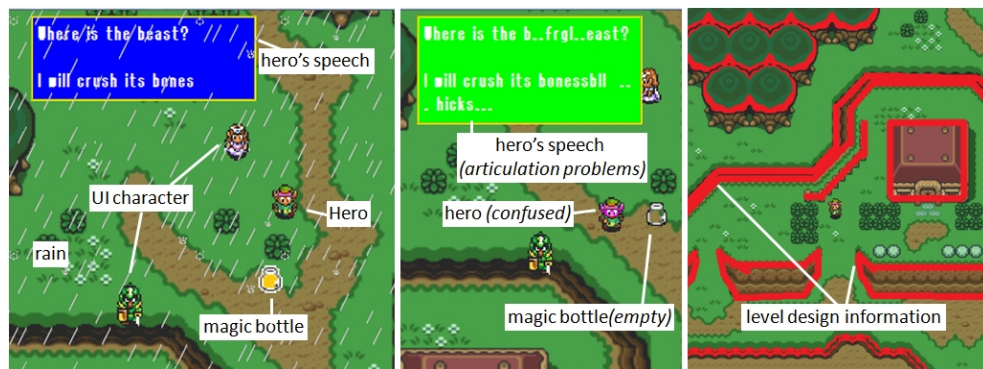 Where is the beast?
I will crush its bones
hero's speech
UI character
Hero
rain
magic bottle
Where is the b..frgl..east?
I will crush its bonessbll ..
. hicks...
hero's speech
(articulation problems)
hero (confused)
magic bottle(empty)
level design information